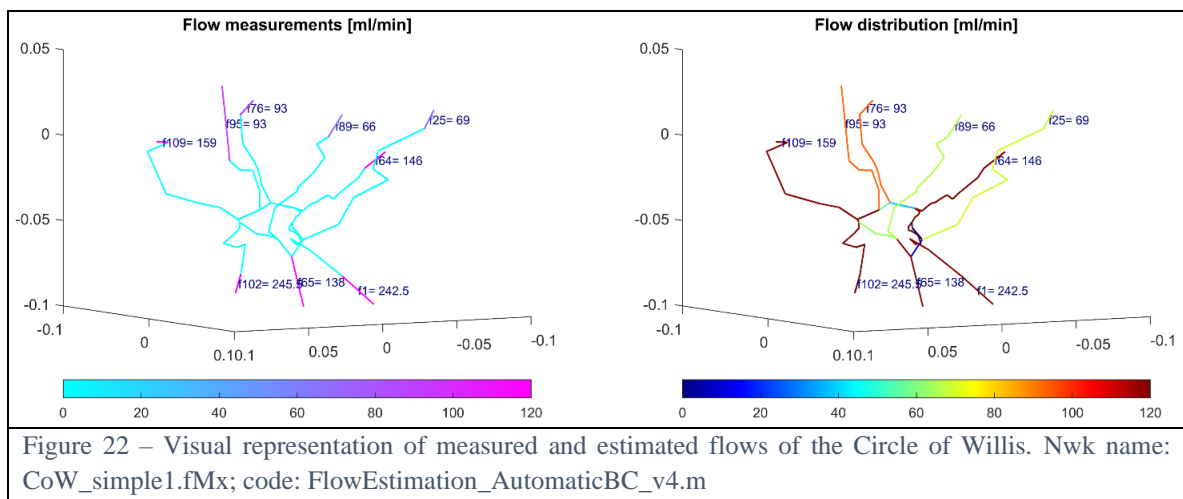 Flow measurements [ml/min]
0.05
0
-0.05
-0.1
-0.1
0
0.10.1
0.05
0
-0.05
-0.1
f76= 93
f95= 93
f109= 159
f89= 66
f25= 69
f64= 146
f102= 245.5
f65= 138
f1= 242.5
0 20 40 60 80 100 120
Flow distribution [ml/min]
0.05
0
-0.05
-0.1
-0.1
0
0.10.1
0.05
0
-0.05
-0.1
f76= 93
f95= 93
f109= 159
f89= 66
f25= 69
f64= 146
f102= 245.5
f65= 138
f1= 242.5
0 20 40 60 80 100 120
Figure 22 – Visual representation of measured and estimated flows of the Circle of Willis. Nwk name:
CoW_simple1.fMx; code: FlowEstimation_AutomaticBC_v4.m